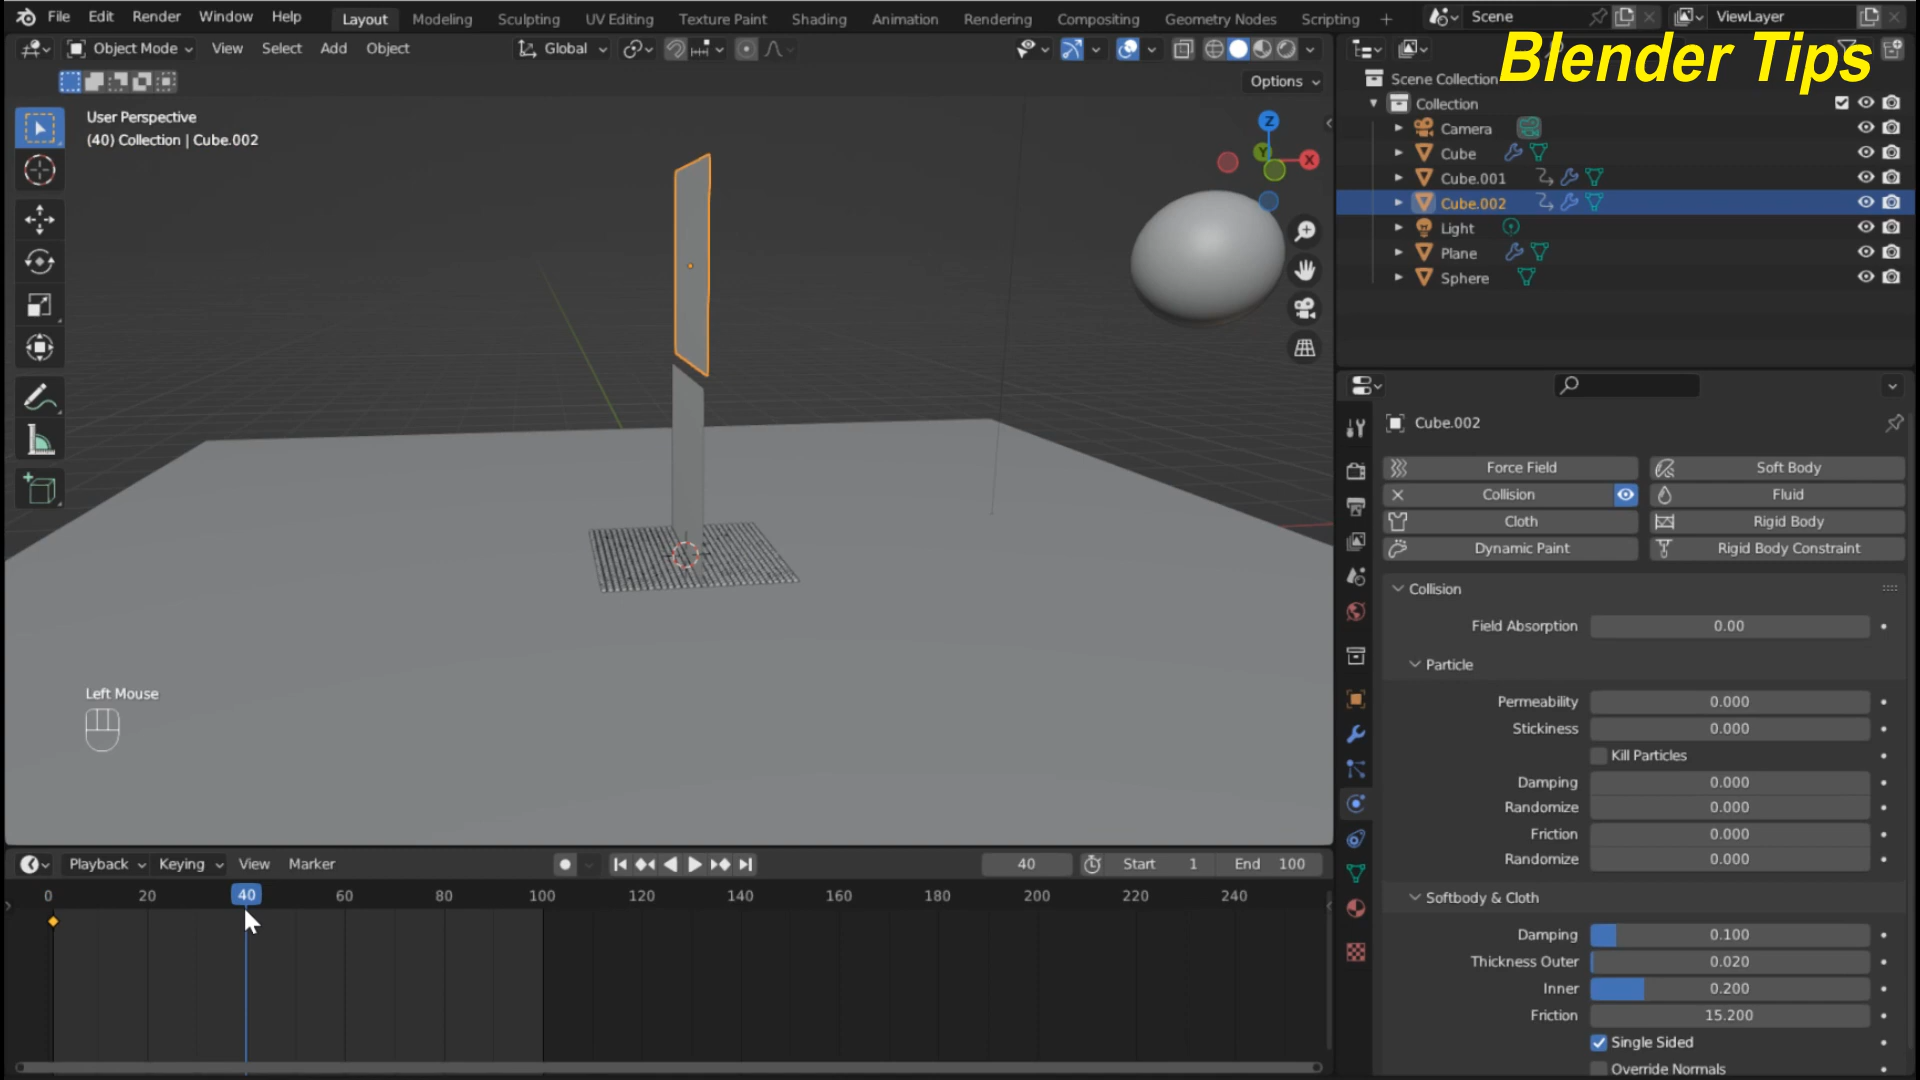 File Edit Render Window Help Layout Modeling Sculpting UV Editing Texture Paint Shading Animation Rendering Compositing Geometry Nodes Scripting + Scene ViewLayer
Object Mode View Select Add Object Global
Blender Tips
Options
Scene Collection
Collection
Camera
Cube
Cube.001
Cube.002
Light
Plane
Sphere
User Perspective
(40) Collection | Cube.002
Z
Y
X
Left Mouse
Cube.002
Force Field Soft Body
Collision Fluid
Cloth Rigid Body
Dynamic Paint Rigid Body Constraint
Collision
Field Absorption 0.00
Particle
Permeability 0.000
Stickiness 0.000
Kill Particles
Damping 0.000
Randomize 0.000
Friction 0.000
Randomize 0.000
Softbody & Cloth
Damping 0.100
Thickness Outer 0.020
Inner 0.200
Friction 15.200
Single Sided
Override Normals
Playback Keying View Marker 40 Start 1 End 100
0 20 40 60 80 100 120 140 160 180 200 220 240